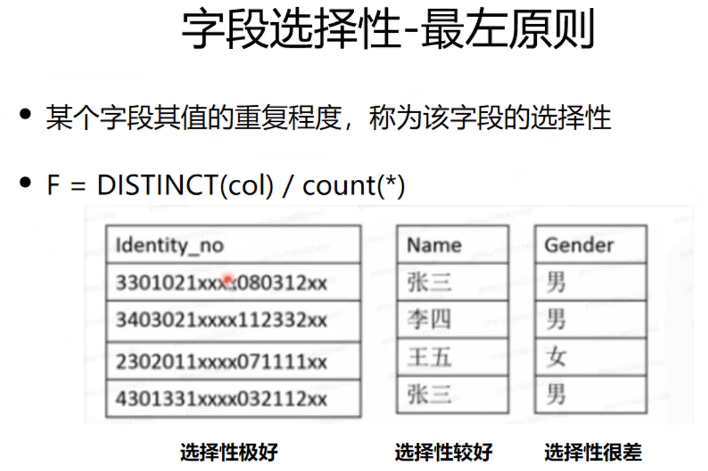 字段选择性-最左原则
• 某个字段其值的重复程度，称为该字段的选择性
• F = DISTINCT(col) / count(*)
Identity_no Name Gender
3301021xxxx080312xx 张三 男
3403021xxxx112332xx 李四 男
2302011xxxx071111xx 王五 女
4301331xxxx032112xx 张三 男
选择性极好 选择性较好 选择性很差